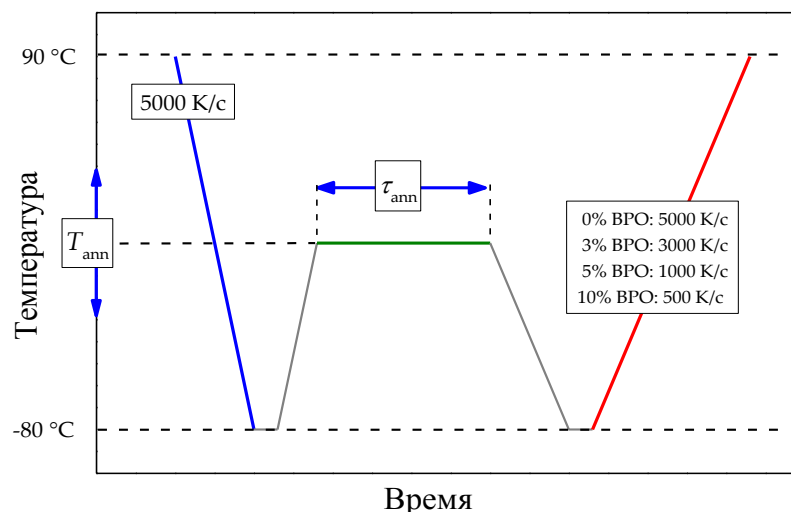 90 °C
5000 K/c
τann
Tann
Температура
0% BPO: 5000 K/c
3% BPO: 3000 K/c
5% BPO: 1000 K/c
10% BPO: 500 K/c
-80 °C
Время